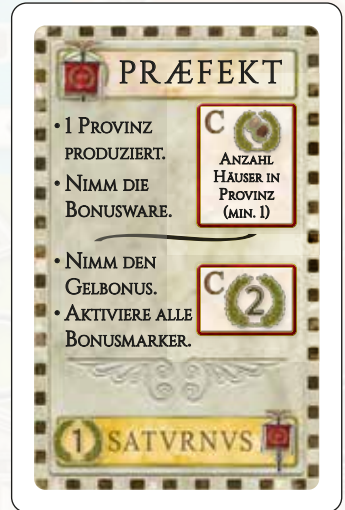 PRÆFEKT
• 1 PROVINZ
PRODUZIERT.
• NIMM DIE
BONUSWARE.
C
ANZAHL
HÄUSER IN
PROVINZ
(MIN. 1)
• NIMM DEN
GELBONUS.
• AKTIVIERE ALLE
BONUSMARKER.
C
2
1 SATVRNVS